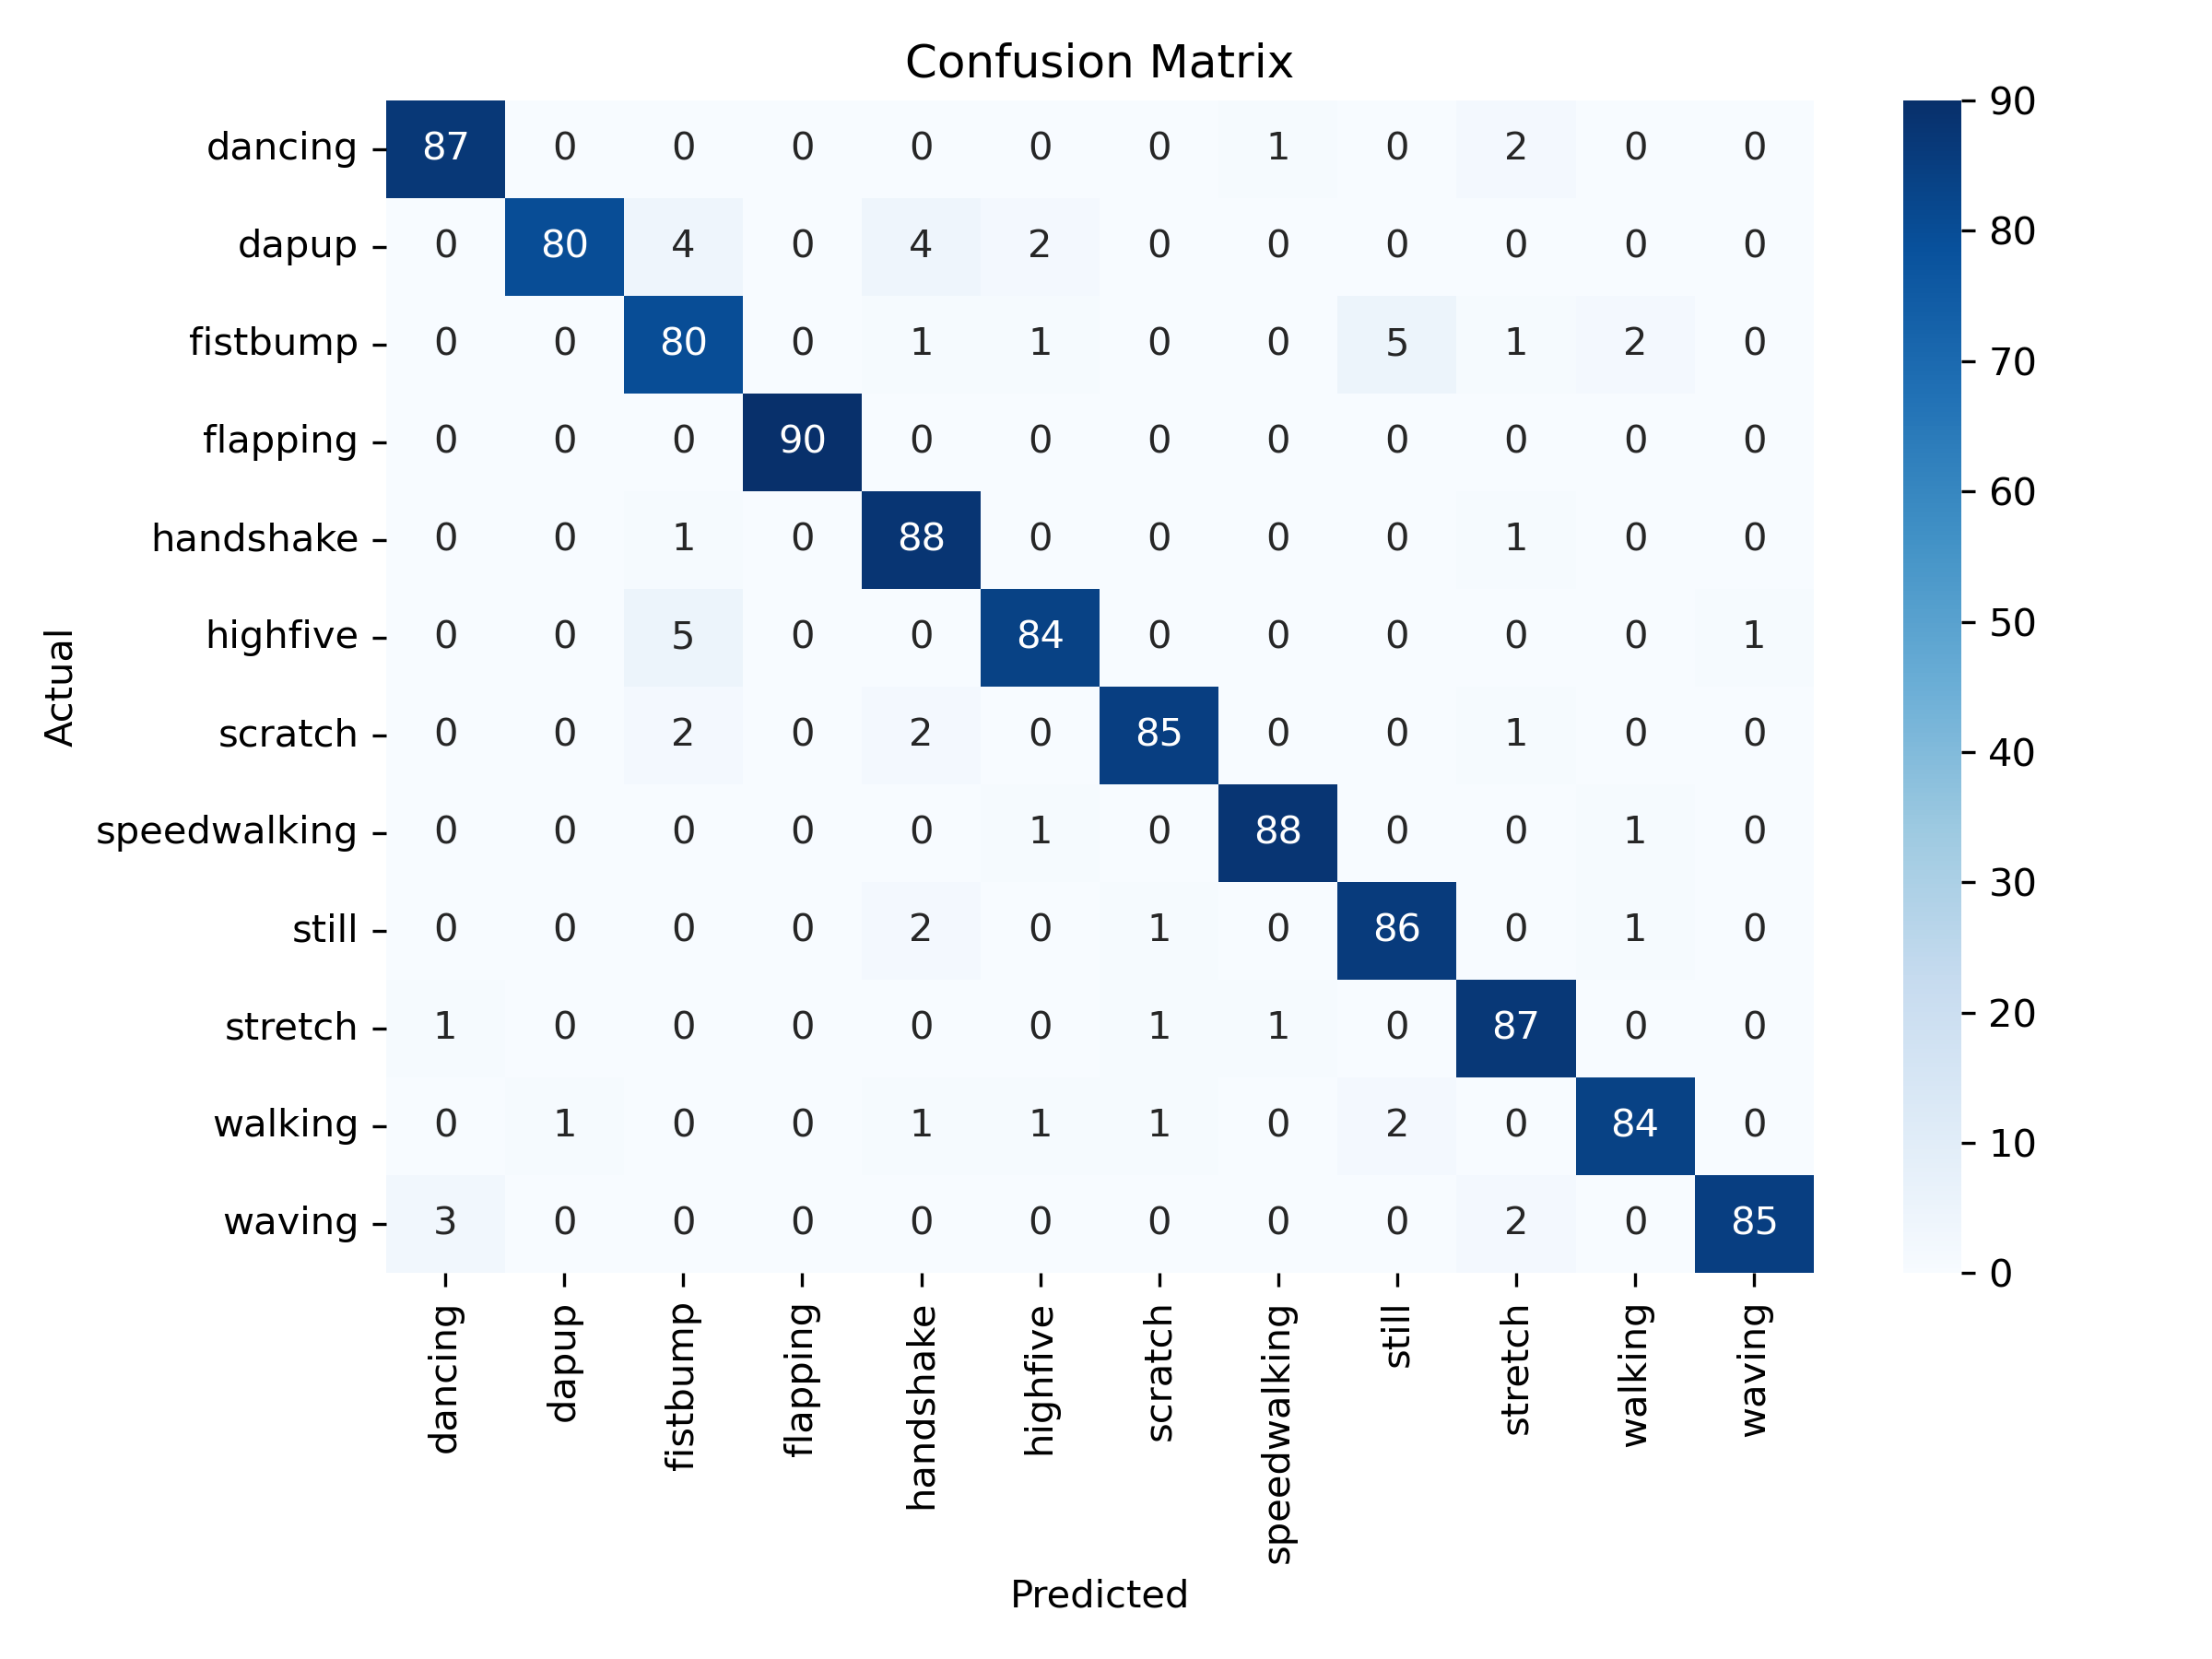 Confusion Matrix
dancing 87 0 0 0 0 0 0 1 0 2 0 0
dapup 0 80 4 0 4 2 0 0 0 0 0 0
fistbump 0 0 80 0 1 1 0 0 5 1 2 0
flapping 0 0 0 90 0 0 0 0 0 0 0 0
handshake 0 0 1 0 88 0 0 0 0 1 0 0
highfive 0 0 5 0 0 84 0 0 0 0 0 1
scratch 0 0 2 0 2 0 85 0 0 1 0 0
speedwalking 0 0 0 0 0 1 0 88 0 0 1 0
still 0 0 0 0 2 0 1 0 86 0 1 0
stretch 1 0 0 0 0 0 1 1 0 87 0 0
walking 0 1 0 0 1 1 1 0 2 0 84 0
waving 3 0 0 0 0 0 0 0 0 2 0 85
Actual
dancing
dapup
fistbump
flapping
handshake
highfive
scratch
speedwalking
still
stretch
walking
waving
Predicted
90
80
70
60
50
40
30
20
10
0